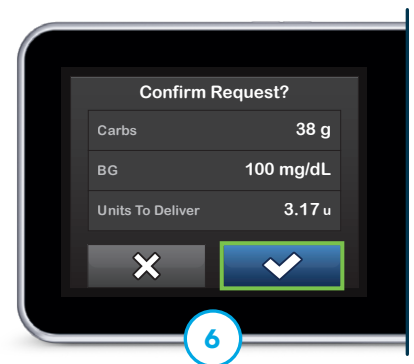 Confirm Request?
Carbs 38 g
BG 100 mg/dL
Units To Deliver 3.17 u
6